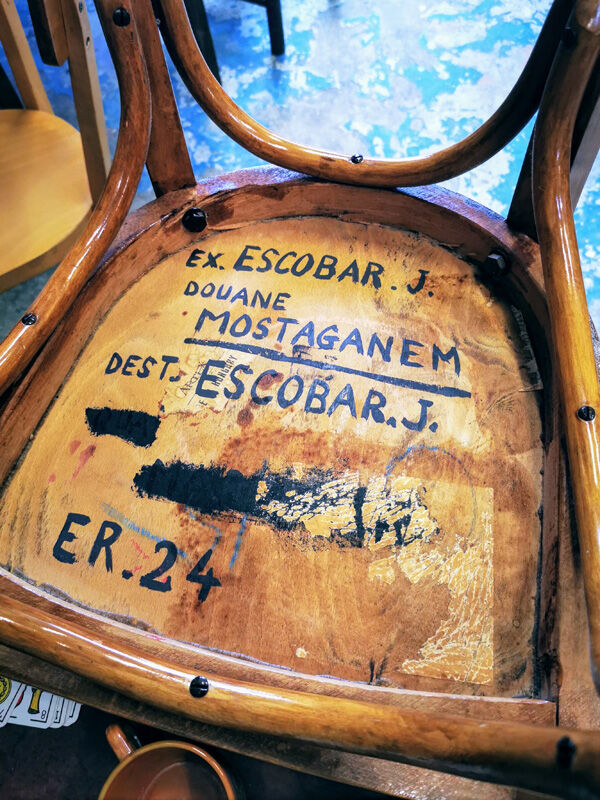 EX. ESCOBAR. J.
DOUANE
MOSTAGANEM
DEST. ESCOBAR. J.
ER. 24